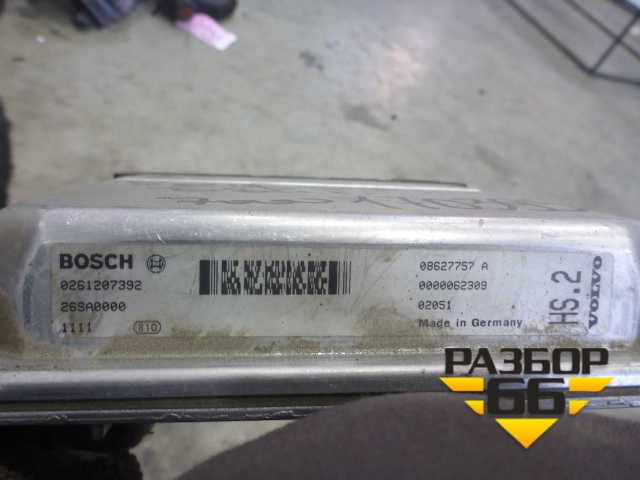 BOSCH
0261207392
26SA0000
1111 810
08627757 A
0000062309
02051
Made in Germany
HS.2
VOLVO
РАЗБОР
66